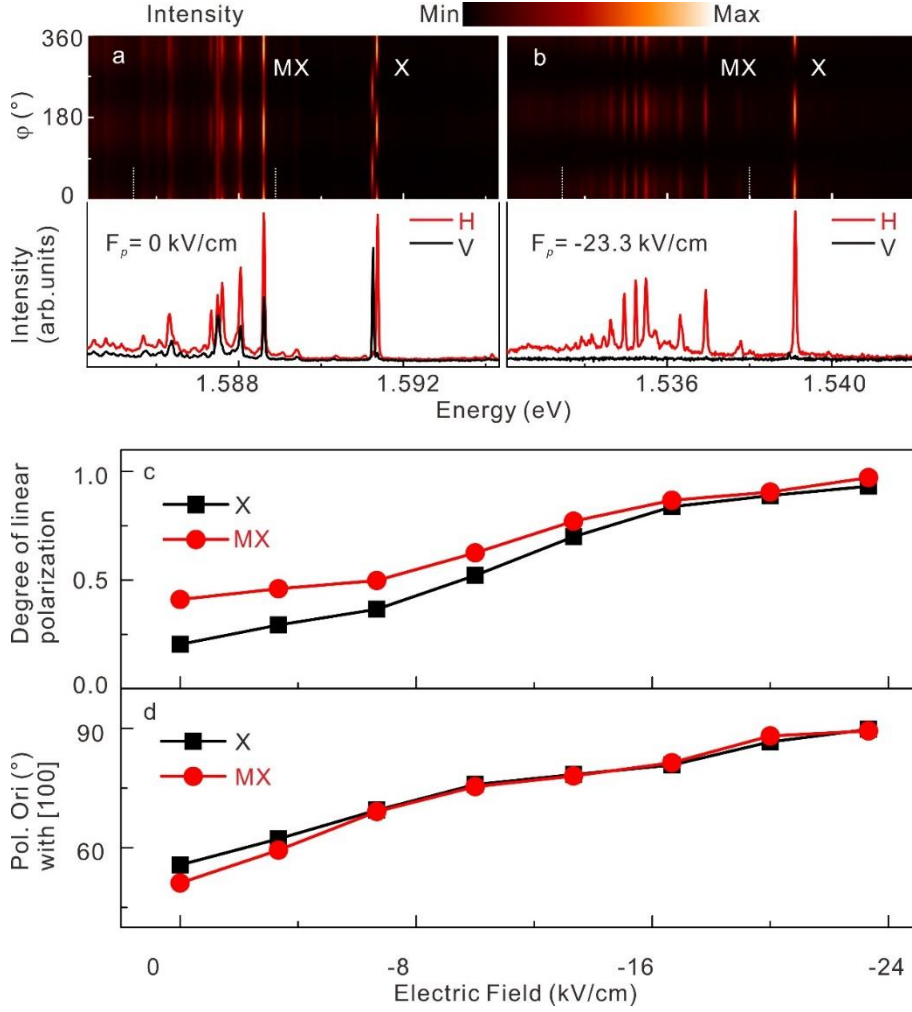 Intensity Min Max
360
180
0
φ (°)
a
MX X
b
MX X
Intensity
(arb.units)
Fp= 0 kV/cm
H
V
Fp= -23.3 kV/cm
H
V
1.588 1.592 1.536 1.540
Energy (eV)
Degree of linear
polarization
1.0
0.5
0.0
c
X
MX
Pol. Ori (°)
with [100]
90
60
d
X
MX
0 -8 -16 -24
Electric Field (kV/cm)